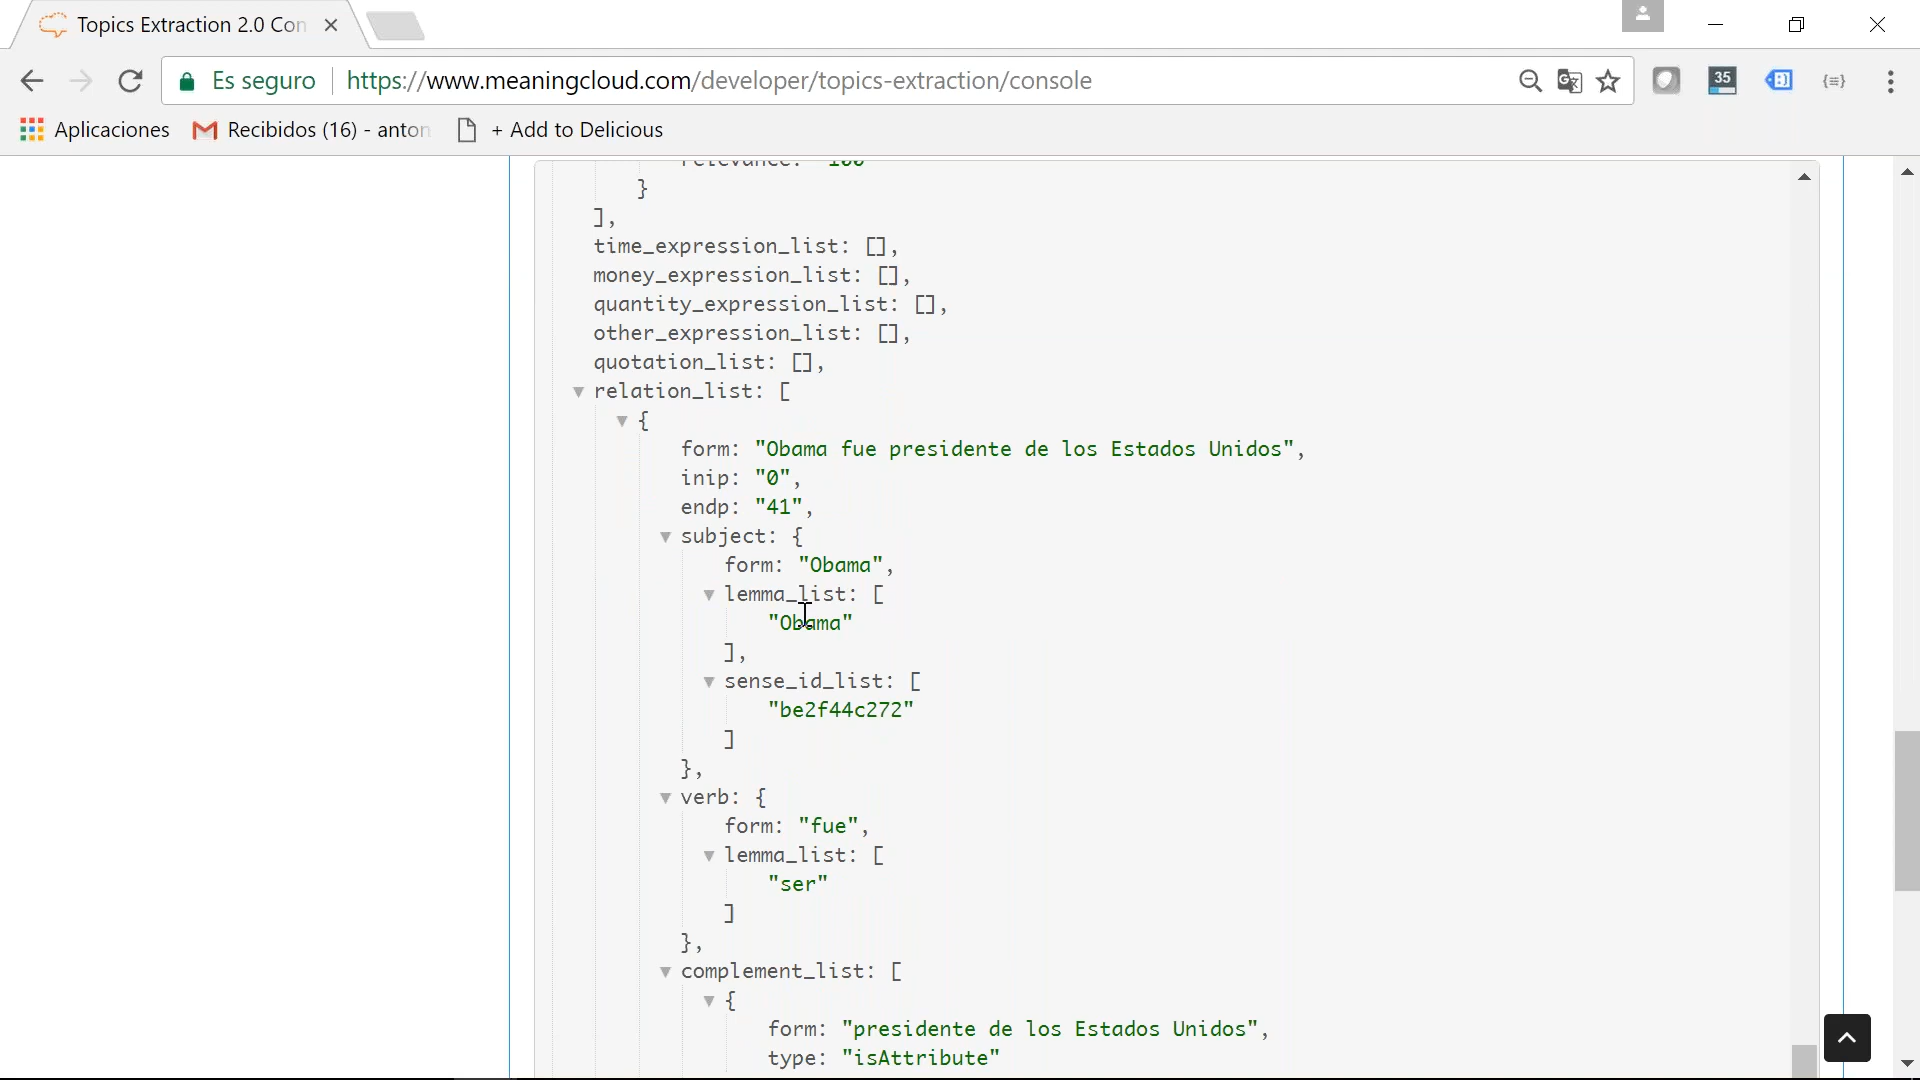 Topics Extraction 2.0 Con
Es seguro
https://www.meaningcloud.com/developer/topics-extraction/console
35
Aplicaciones
Recibidos (16) - anton
+ Add to Delicious
relevance: "100"
}
],
time_expression_list: [],
money_expression_list: [],
quantity_expression_list: [],
other_expression_list: [],
quotation_list: [],
relation_list: [
{
form: "Obama fue presidente de los Estados Unidos",
inip: "0",
endp: "41",
subject: {
form: "Obama",
lemma_list: [
"Obama"
],
sense_id_list: [
"be2f44c272"
]
},
verb: {
form: "fue",
lemma_list: [
"ser"
]
},
complement_list: [
{
form: "presidente de los Estados Unidos",
type: "isAttribute"